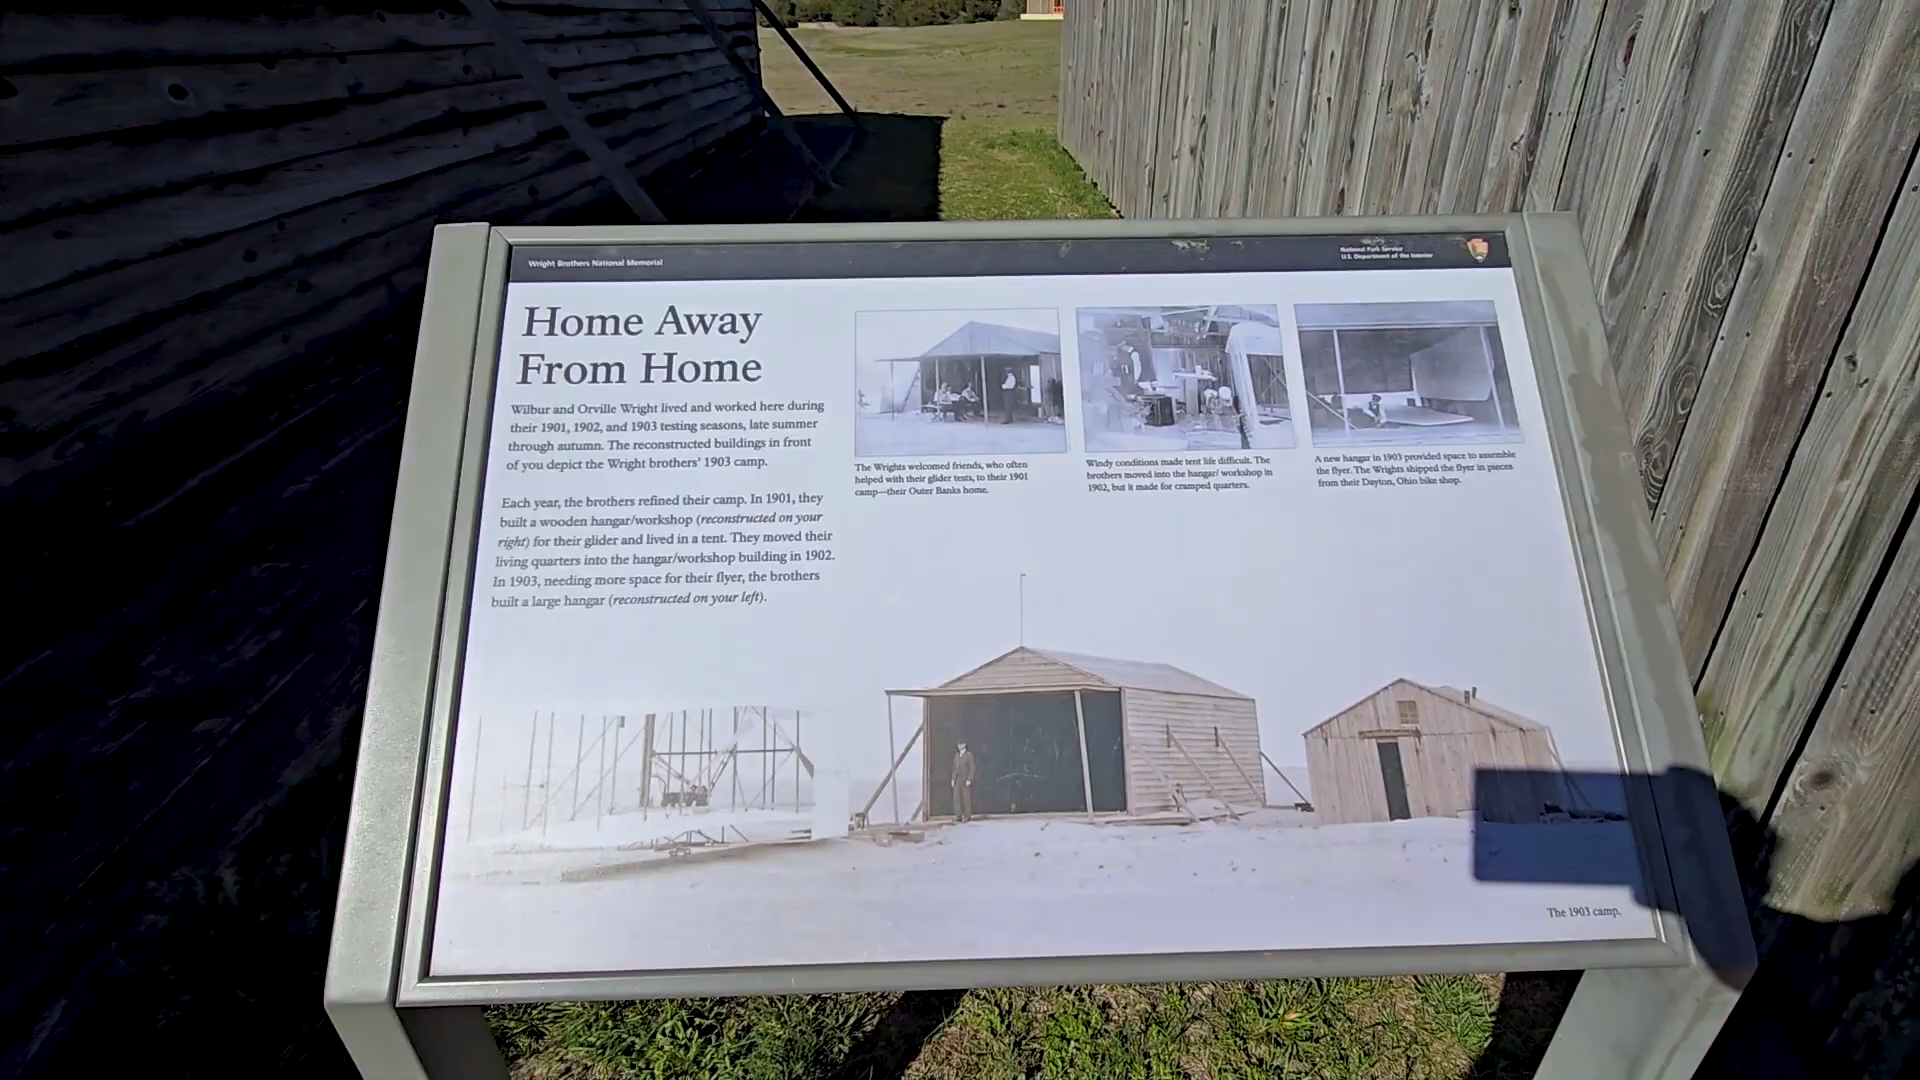 Wright Brothers National Memorial
National Park Service
U.S. Department of the Interior
Home Away
From Home
Wilbur and Orville Wright lived and worked here during
their 1901, 1902, and 1903 testing seasons, late summer
through autumn. The reconstructed buildings in front
of you depict the Wright brothers' 1903 camp.
Each year, the brothers refined their camp. In 1901, they
built a wooden hangar/workshop (reconstructed on your
right) for their glider and lived in a tent. They moved their
living quarters into the hangar/workshop building in 1902.
In 1903, needing more space for their flyer, the brothers
built a large hangar (reconstructed on your left).
The Wrights welcomed friends, who often
helped with their glider tests, to their 1901
camp—their Outer Banks home.
Windy conditions made tent life difficult. The
brothers moved into the hangar/ workshop in
1902, but it made for cramped quarters.
A new hangar in 1903 provided space to assemble
the flyer. The Wrights shipped the flyer in pieces
from their Dayton, Ohio bike shop.
The 1903 camp.